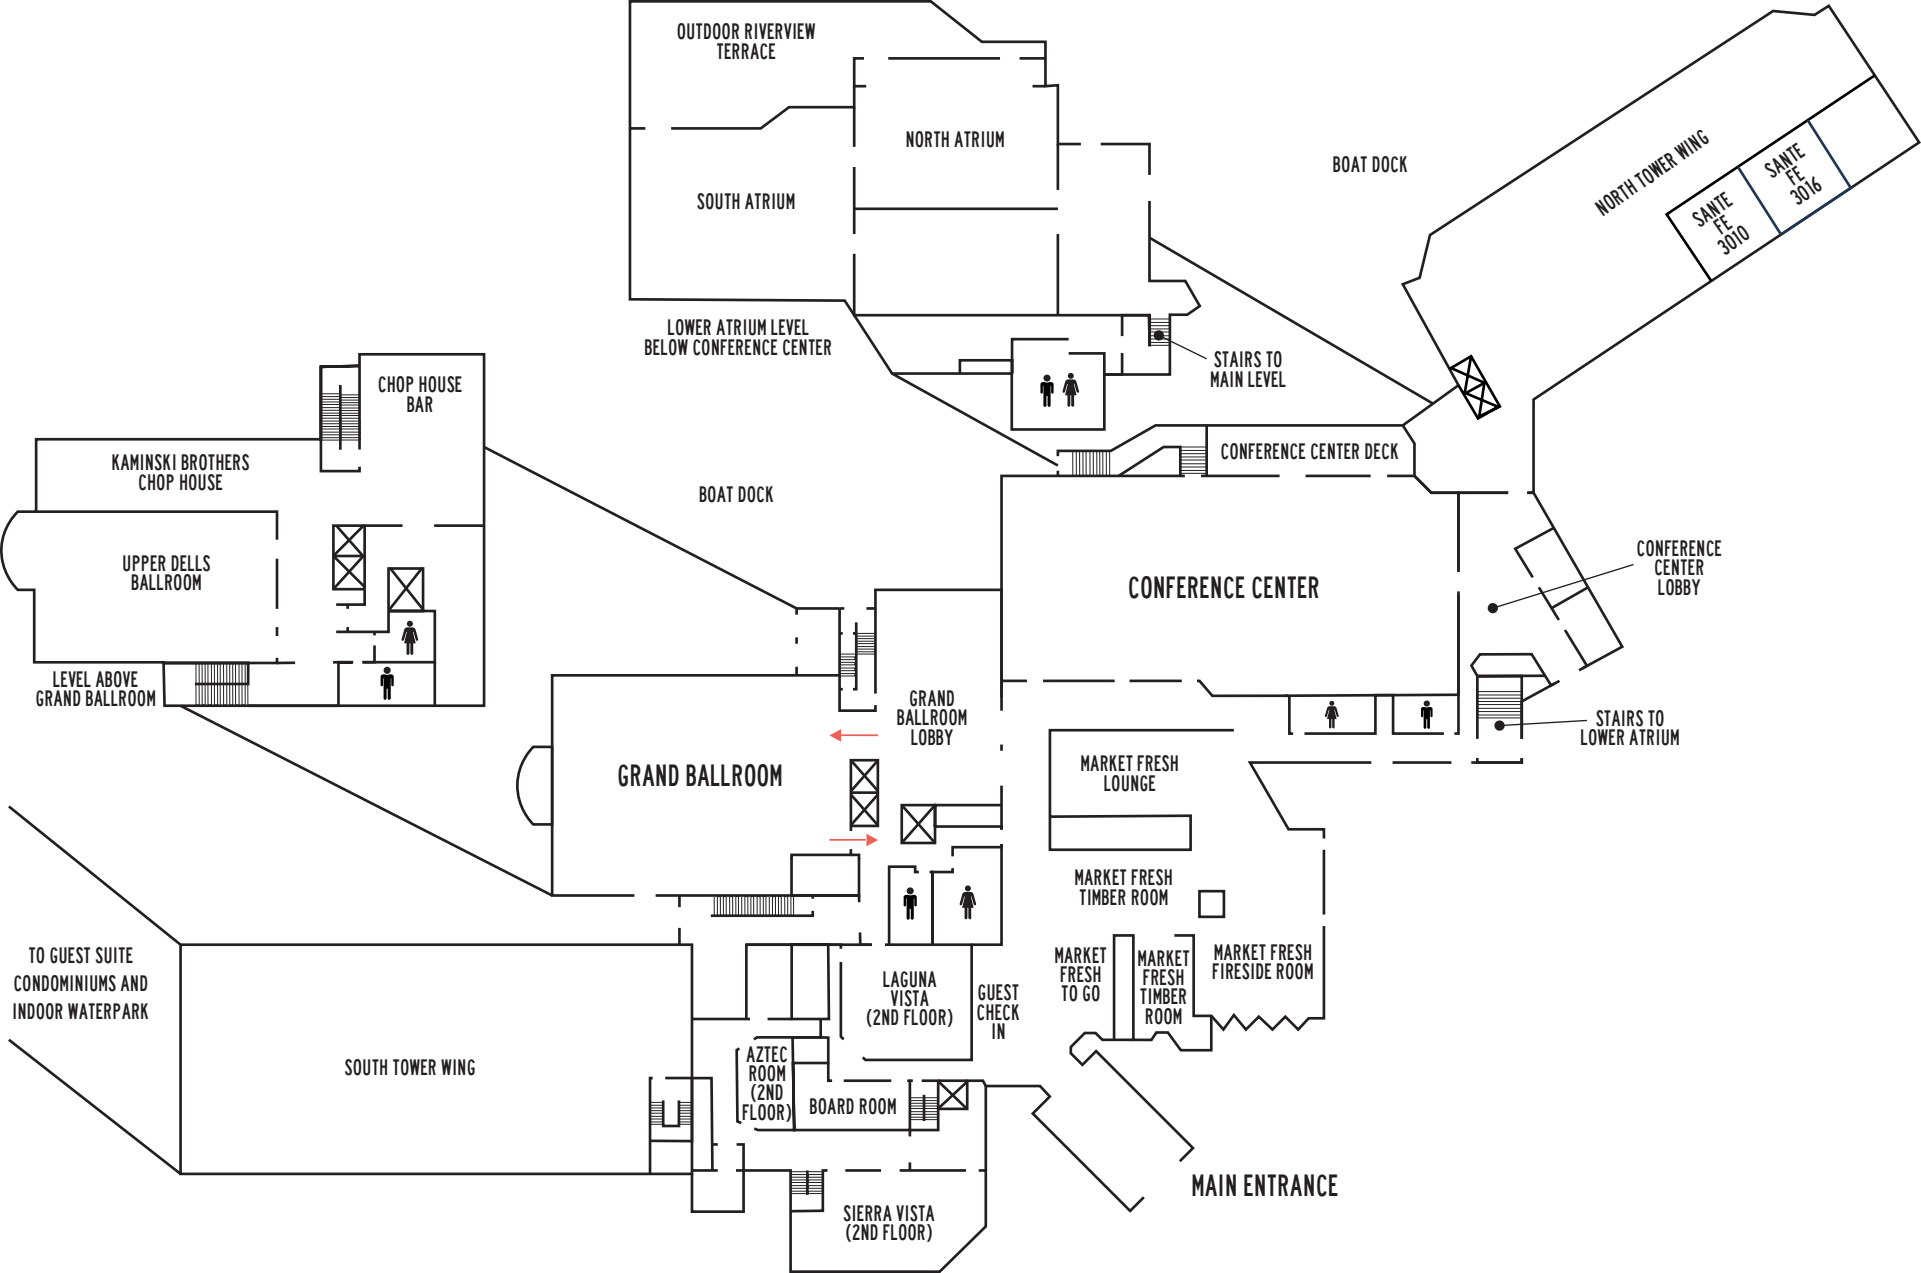 OUTDOOR RIVERVIEW
TERRACE
NORTH ATRIUM
SOUTH ATRIUM
BOAT DOCK
NORTH TOWER WING
SANTE
FE
3016
SANTE
FE
3010
LOWER ATRIUM LEVEL
BELOW CONFERENCE CENTER
STAIRS TO
MAIN LEVEL
CHOP HOUSE
BAR
KAMINSKI BROTHERS
CHOP HOUSE
CONFERENCE CENTER DECK
BOAT DOCK
UPPER DELLS
BALLROOM
CONFERENCE CENTER
CONFERENCE
CENTER
LOBBY
LEVEL ABOVE
GRAND BALLROOM
GRAND
BALLROOM
LOBBY
STAIRS TO
LOWER ATRIUM
GRAND BALLROOM
MARKET FRESH
LOUNGE
MARKET FRESH
TIMBER ROOM
TO GUEST SUITE
CONDOMINIUMS AND
INDOOR WATERPARK
LAGUNA
VISTA
(2ND FLOOR)
GUEST
CHECK
IN
MARKET
FRESH
TO GO
MARKET
FRESH
TIMBER
ROOM
MARKET FRESH
FIRESIDE ROOM
SOUTH TOWER WING
AZTEC
ROOM
(2ND
FLOOR)
BOARD ROOM
MAIN ENTRANCE
SIERRA VISTA
(2ND FLOOR)